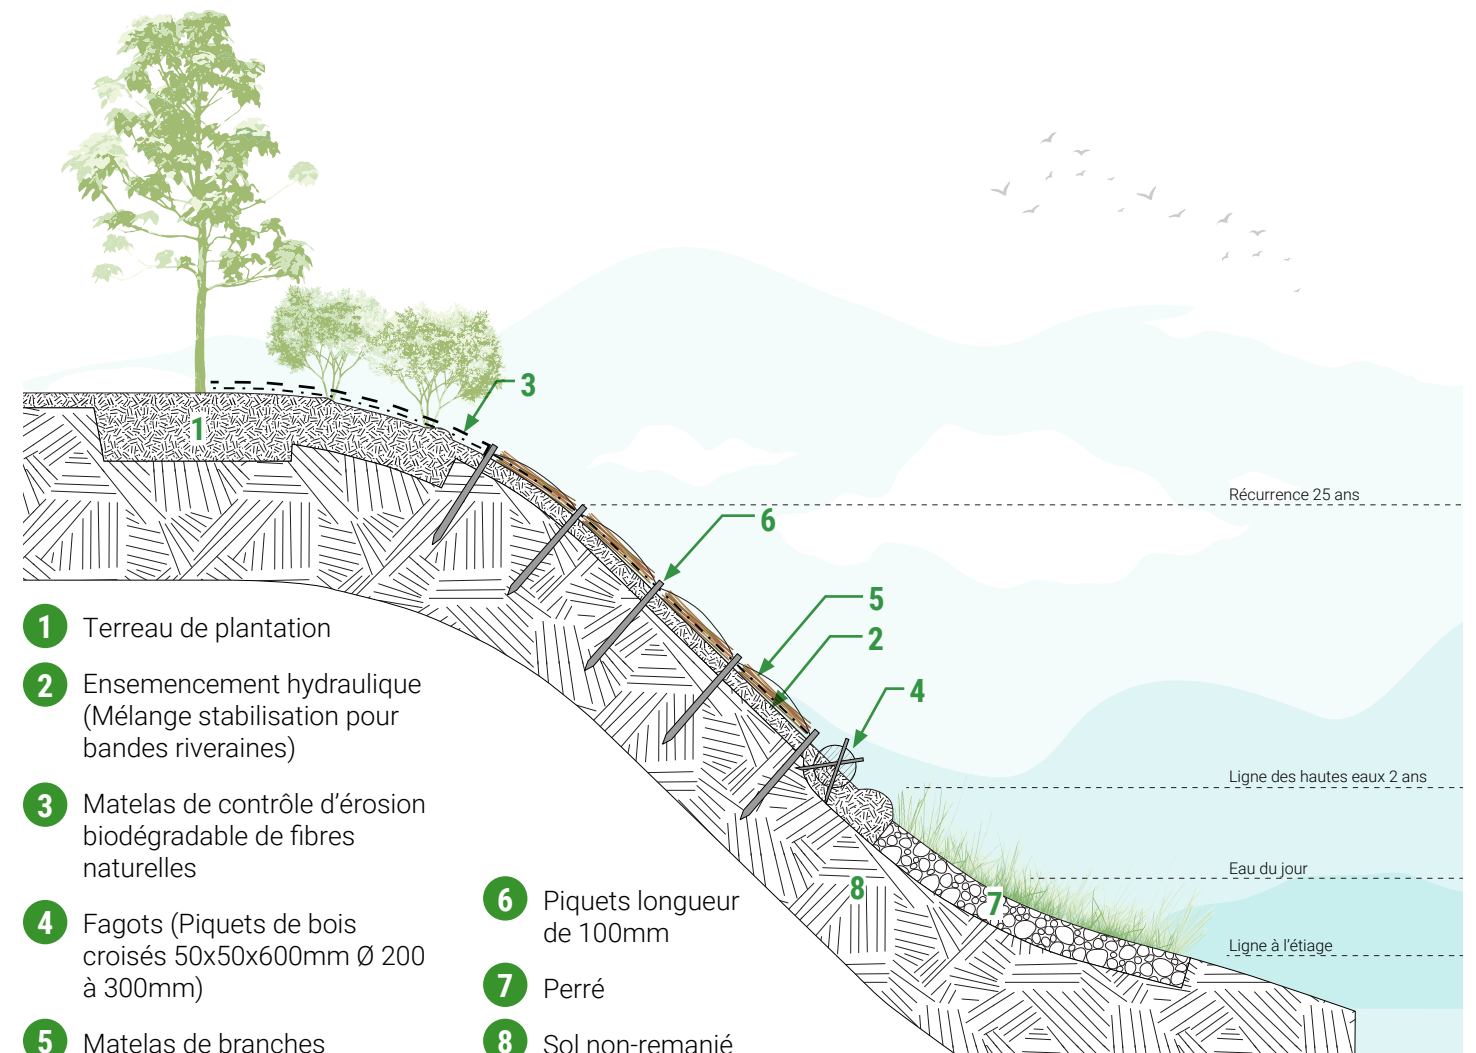 3
1
Récurrence 25 ans
6
5
2
4
Ligne des hautes eaux 2 ans
Eau du jour
8
7
Ligne à l'étiage
1 Terreau de plantation
2 Ensemencement hydraulique
(Mélange stabilisation pour
bandes riveraines)
3 Matelas de contrôle d'érosion
biodégradable de fibres
naturelles
4 Fagots (Piquets de bois
croisés 50x50x600mm Ø 200
à 300mm)
5 Matelas de branches
6 Piquets longueur
de 100mm
7 Perré
8 Sol non-remanié